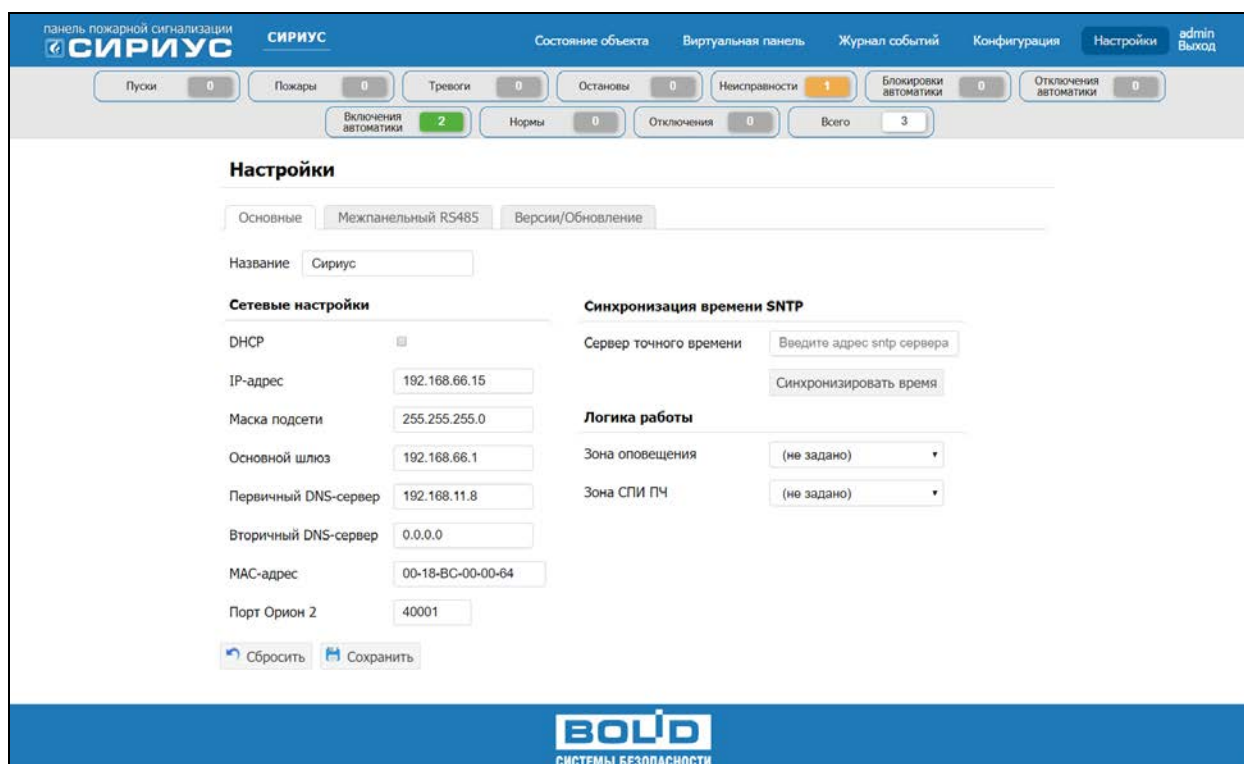 панель пожарной сигнализации
СИРИУС
СИРИУС
Состояние объекта
Виртуальная панель
Журнал событий
Конфигурация
Настройки
admin
Выход
Пуски 0
Пожары 0
Тревоги 0
Остановы 0
Неисправности 1
Блокировки
автоматики 0
Отключения
автоматики 0
Включения
автоматики 2
Нормы 0
Отключения 0
Всего 3
Настройки
Основные
Межпанельный RS485
Версии/Обновление
Название Сириус
Сетевые настройки
DHCP
IP-адрес 192.168.66.15
Маска подсети 255.255.255.0
Основной шлюз 192.168.66.1
Первичный DNS-сервер 192.168.11.8
Вторичный DNS-сервер 0.0.0.0
MAC-адрес 00-18-BC-00-00-64
Порт Орион 2 40001
Сбросить
Сохранить
Синхронизация времени SNTP
Сервер точного времени Введите адрес sntp сервера
Синхронизировать время
Логика работы
Зона оповещения (не задано)
Зона СПИ ПЧ (не задано)
BOLID
СИСТЕМЫ БЕЗОПАСНОСТИ